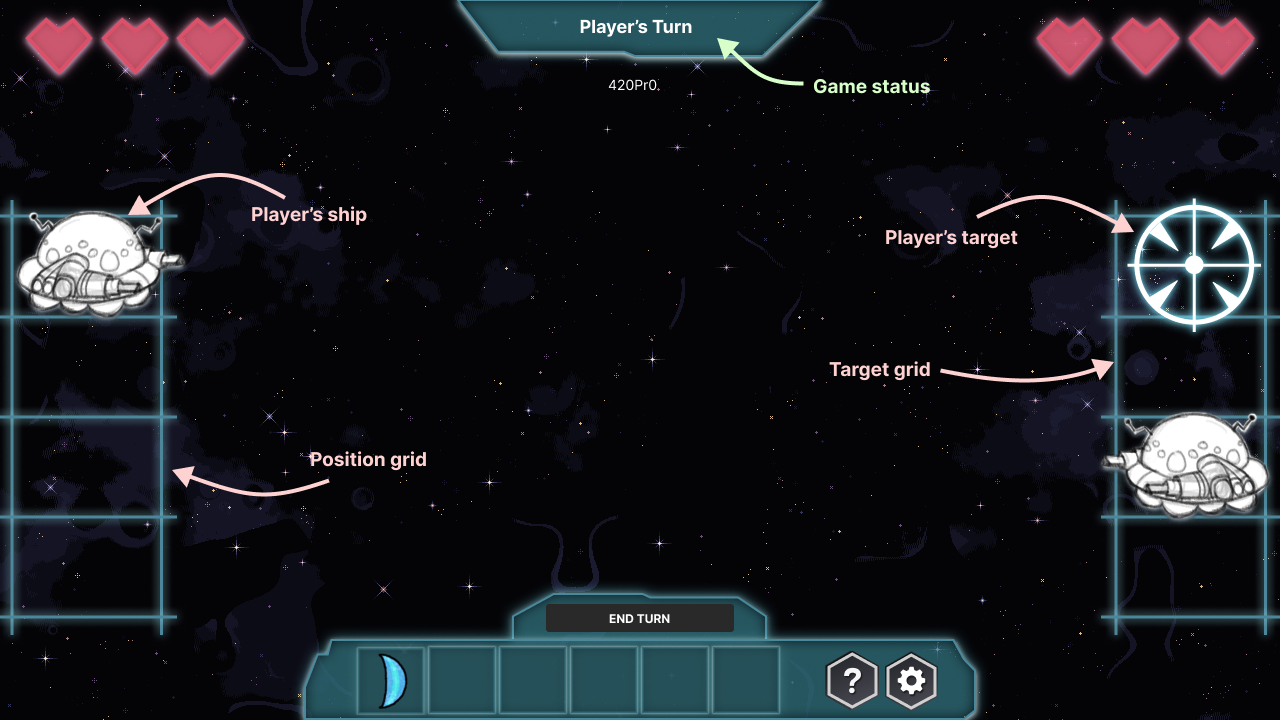 Player's Turn
420Pr0.
Game status
Player's ship
Player's target
Target grid
Position grid
END TURN
?